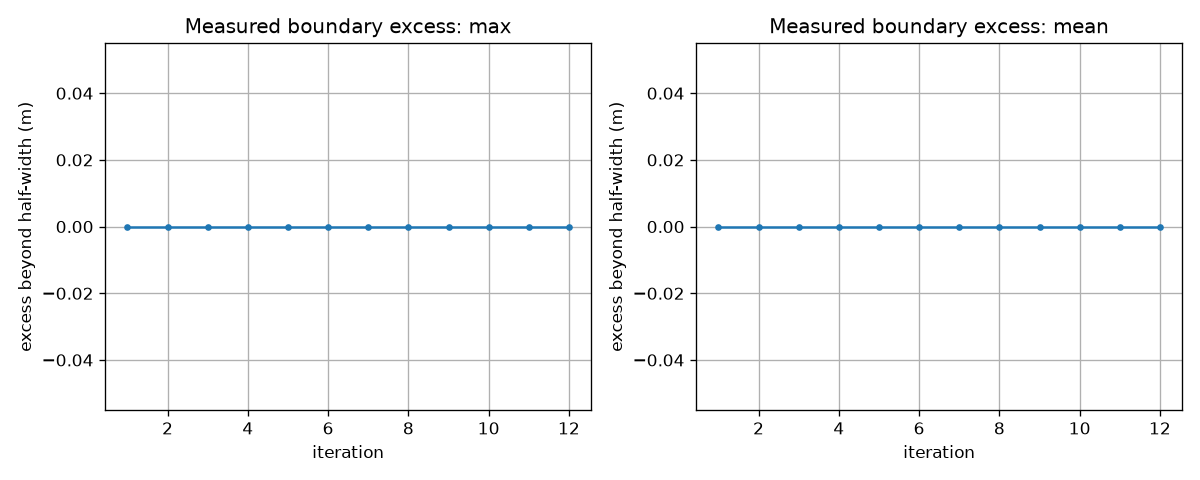 Measured boundary excess: max
excess beyond half-width (m)
0.04
0.02
0.00
−0.02
−0.04
2 4 6 8 10 12
iteration
Measured boundary excess: mean
excess beyond half-width (m)
0.04
0.02
0.00
−0.02
−0.04
2 4 6 8 10 12
iteration